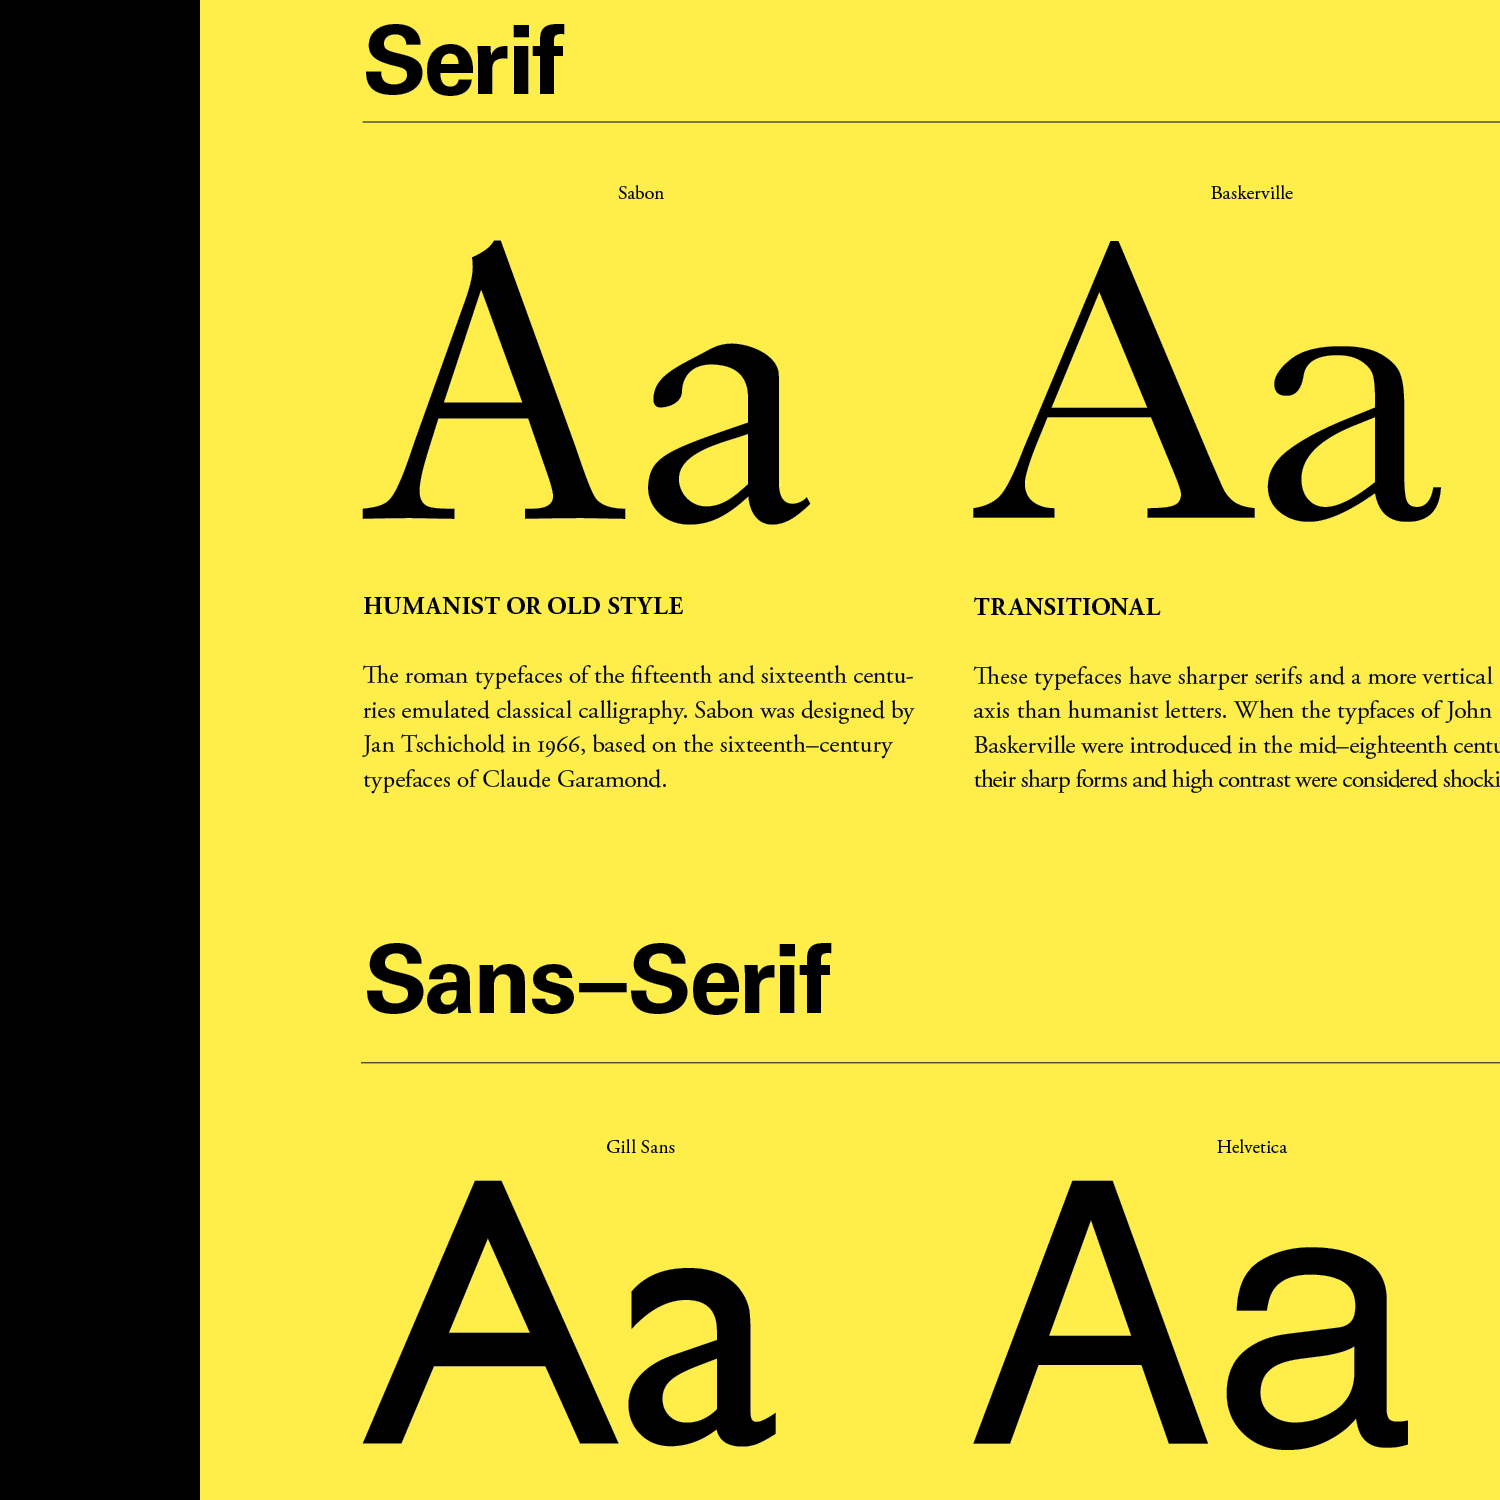 Serif
Sabon
Aa
HUMANIST OR OLD STYLE
The roman typefaces of the fifteenth and sixteenth centu-
ries emulated classical calligraphy. Sabon was designed by
Jan Tschichold in 1966, based on the sixteenth–century
typefaces of Claude Garamond.
Baskerville
Aa
TRANSITIONAL
These typefaces have sharper serifs and a more vertical
axis than humanist letters. When the typfaces of John
Baskerville were introduced in the mid–eighteenth
their sharp forms and high contrast were considered
Sans–Serif
Gill Sans
Aa
Helvetica
Aa